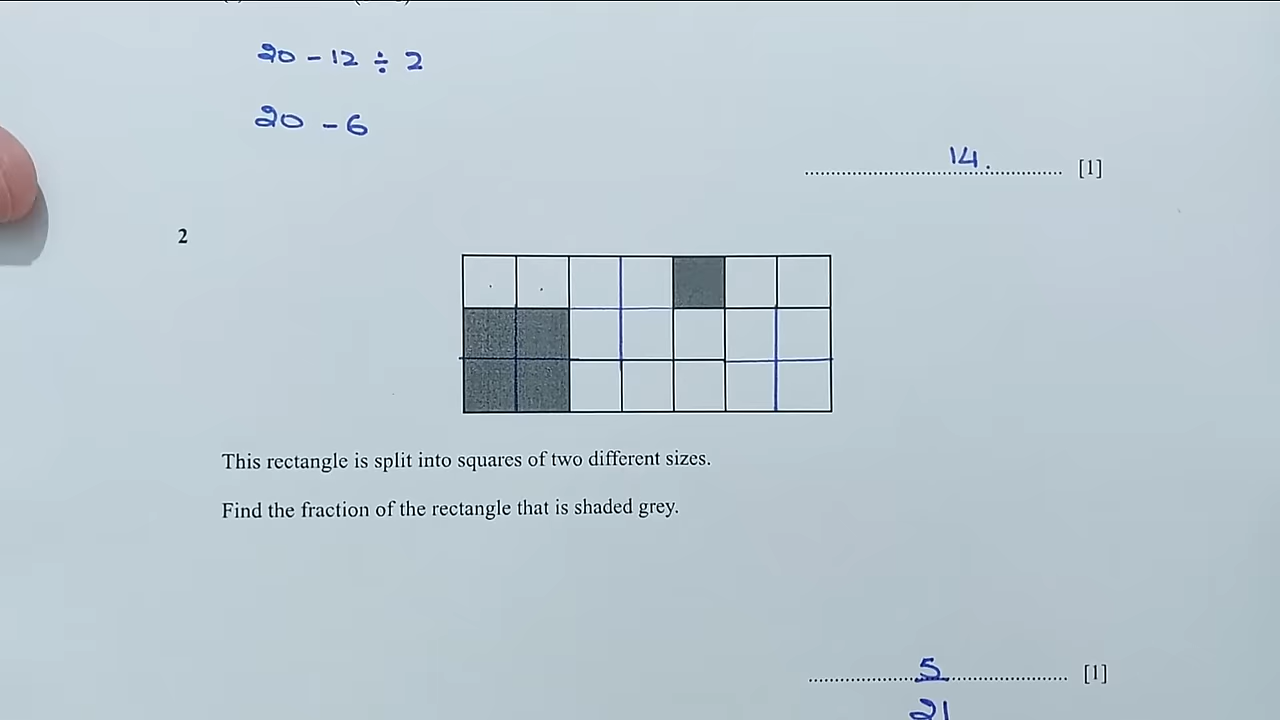 20 - 12 ÷ 2
20 - 6
14. [1]
2
This rectangle is split into squares of two different sizes.
Find the fraction of the rectangle that is shaded grey.
5 [1]
21